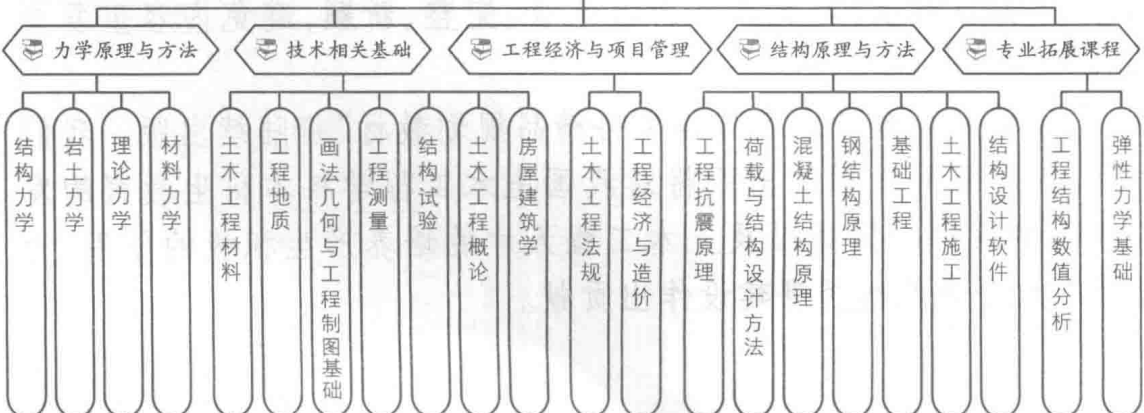 力学原理与方法
技术相关基础
工程经济与项目管理
结构原理与方法
专业拓展课程
结构力学
岩土力学
理论力学
材料力学
土木工程材料
工程地质
画法几何与工程制图基础
工程测量
结构试验
土木工程概论
房屋建筑学
土木工程法规
工程经济与造价
工程抗震原理
荷载与结构设计方法
混凝土结构原理
钢结构原理
基础工程
土木工程施工
结构设计软件
工程结构数值分析
弹性力学基础